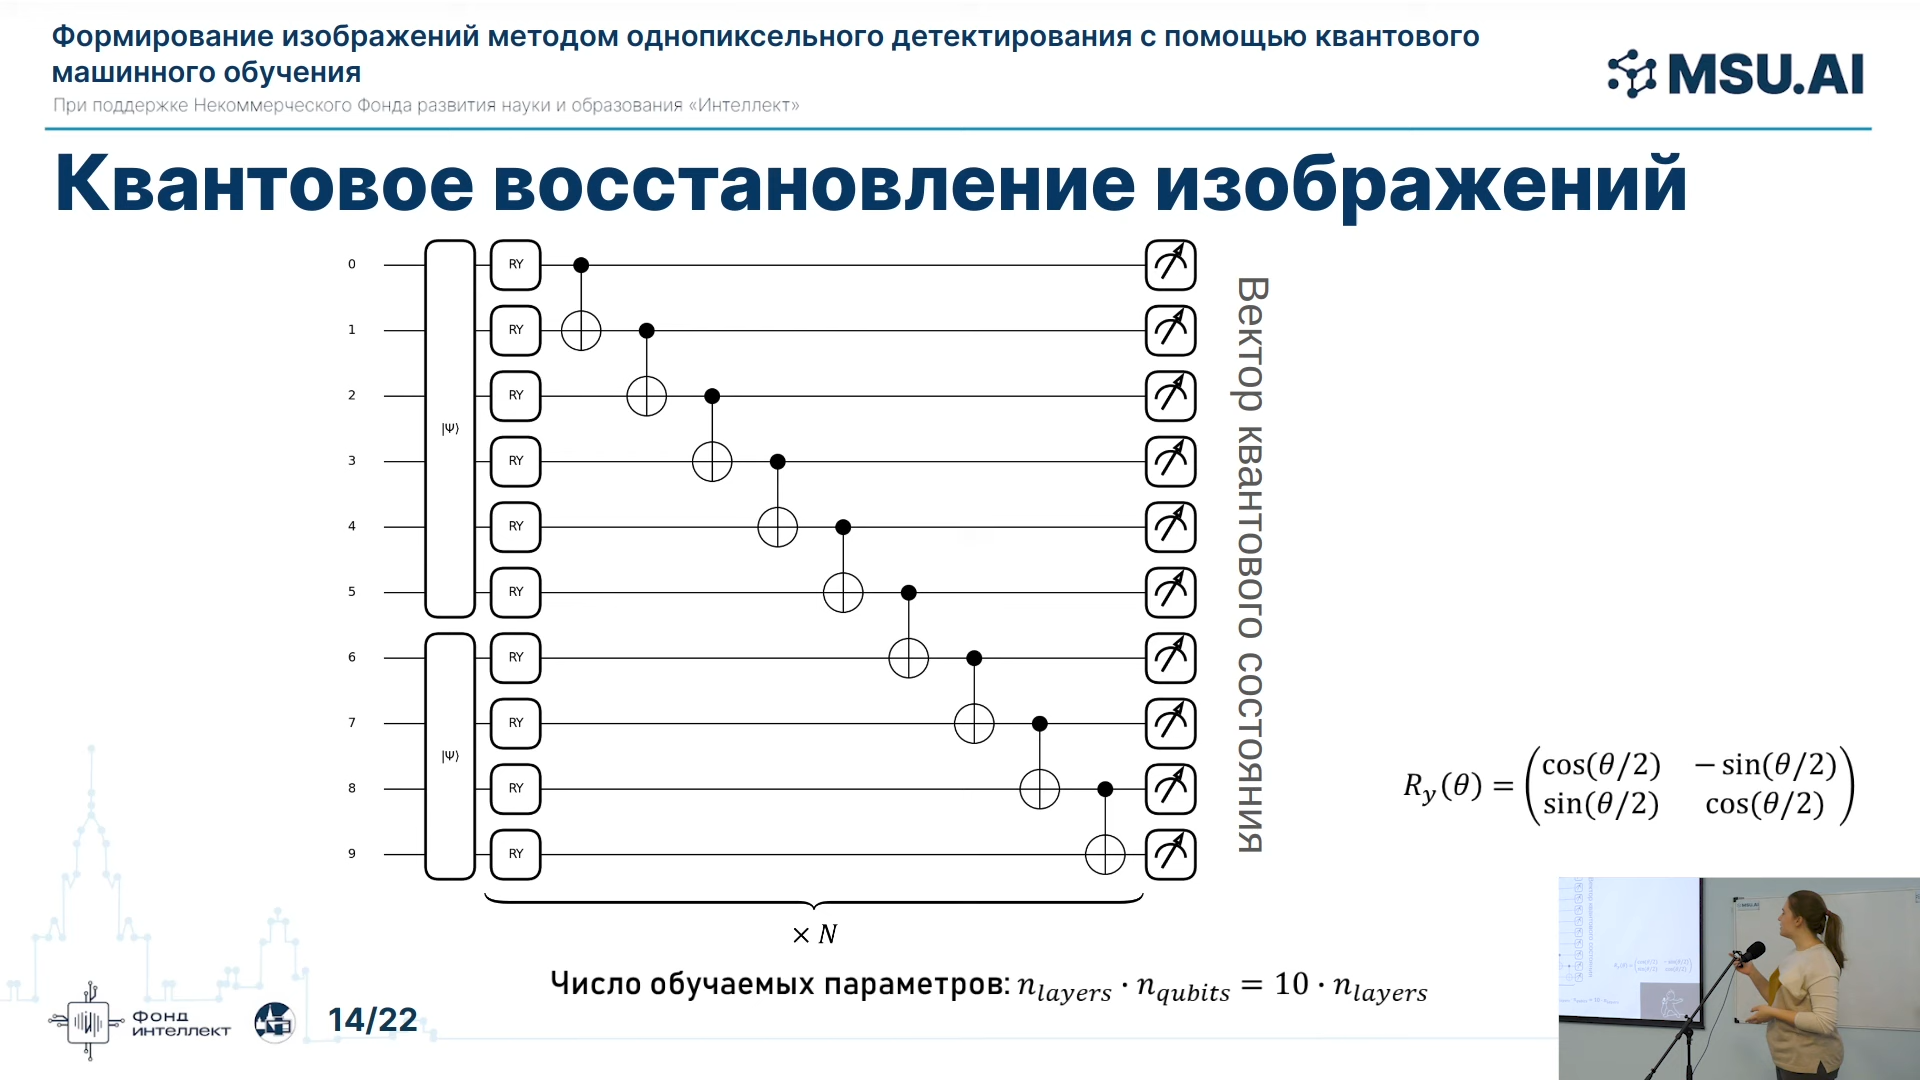 Формирование изображений методом однопиксельного детектирования с помощью квантового
машинного обучения
При поддержке Некоммерческого Фонда развития науки и образования «Интеллект»
MSU.AI
Квантовое восстановление изображений
0 RY
1 RY
2 RY
3 RY
|Ψ⟩
4 RY
5 RY
6 RY
7 RY
|Ψ⟩
8 RY
9 RY
Вектор квантового состояния
R_y(θ) = (cos(θ/2) − sin(θ/2)
sin(θ/2) cos(θ/2))
× N
Число обучаемых параметров: n_layers · n_qubits = 10 · n_layers
фонд
интеллект
14/22